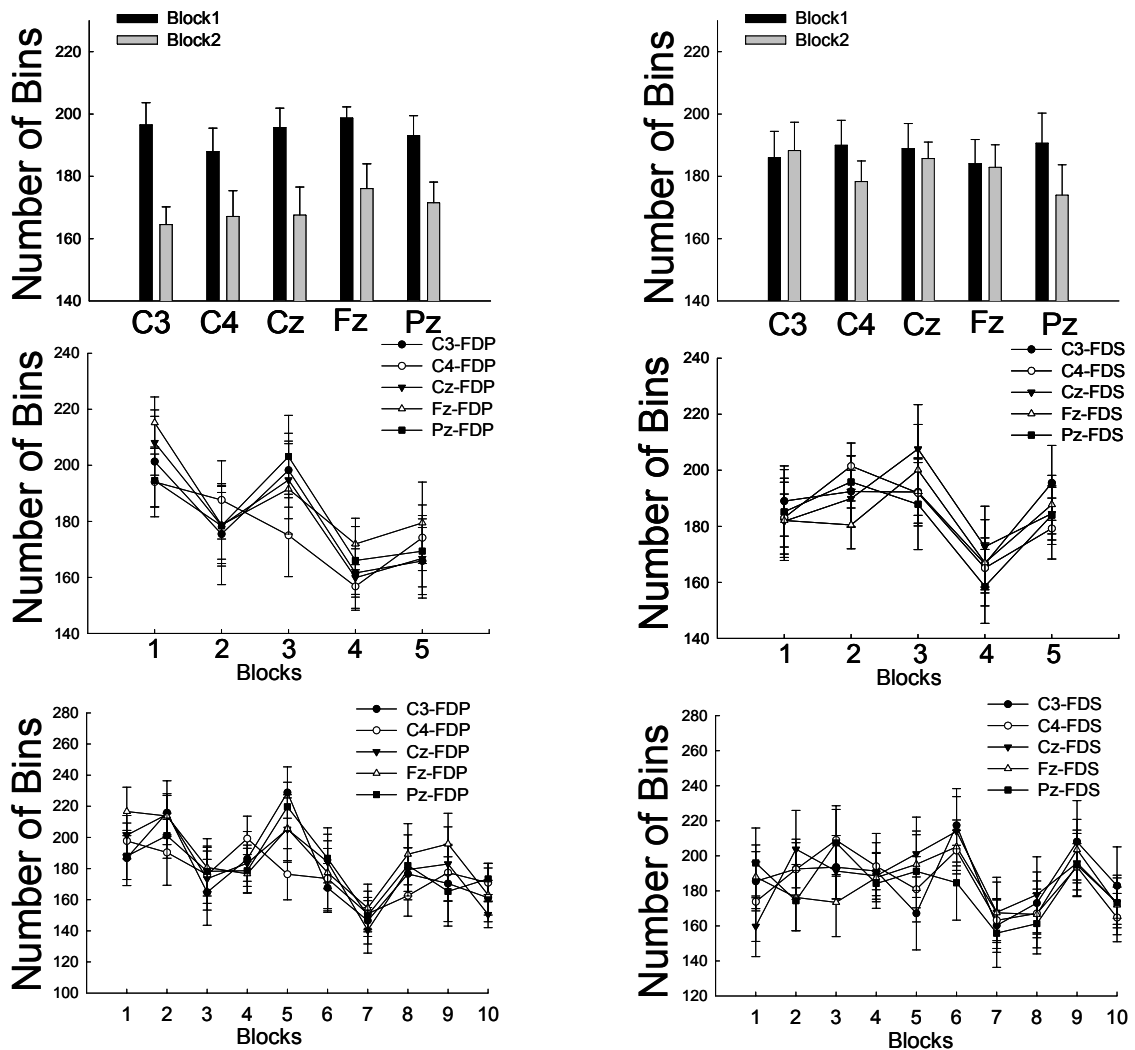 Number of Bins
Block1
Block2
220
200
180
160
140
C3 C4 Cz Fz Pz
Number of Bins
Block1
Block2
220
200
180
160
140
C3 C4 Cz Fz Pz
Number of Bins
240
220
200
180
160
140
C3-FDP
C4-FDP
Cz-FDP
Fz-FDP
Pz-FDP
1 2 3 4 5
Blocks
Number of Bins
240
220
200
180
160
140
C3-FDS
C4-FDS
Cz-FDS
Fz-FDS
Pz-FDS
1 2 3 4 5
Blocks
Number of Bins
280
260
240
220
200
180
160
140
120
100
C3-FDP
C4-FDP
Cz-FDP
Fz-FDP
Pz-FDP
1 2 3 4 5 6 7 8 9 10
Blocks
Number of Bins
280
260
240
220
200
180
160
140
120
C3-FDS
C4-FDS
Cz-FDS
Fz-FDS
Pz-FDS
1 2 3 4 5 6 7 8 9 10
Blocks